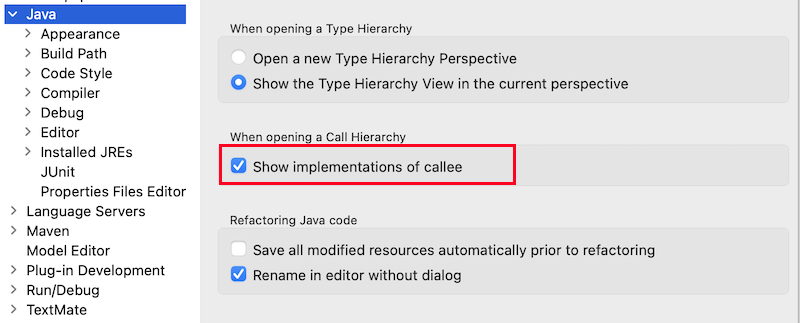 Java
Appearance
Build Path
Code Style
Compiler
Debug
Editor
Installed JREs
JUnit
Properties Files Editor
Language Servers
Maven
Model Editor
Plug-in Development
Run/Debug
TextMate
When opening a Type Hierarchy
Open a new Type Hierarchy Perspective
Show the Type Hierarchy View in the current perspective
When opening a Call Hierarchy
Show implementations of callee
Refactoring Java code
Save all modified resources automatically prior to refactoring
Rename in editor without dialog